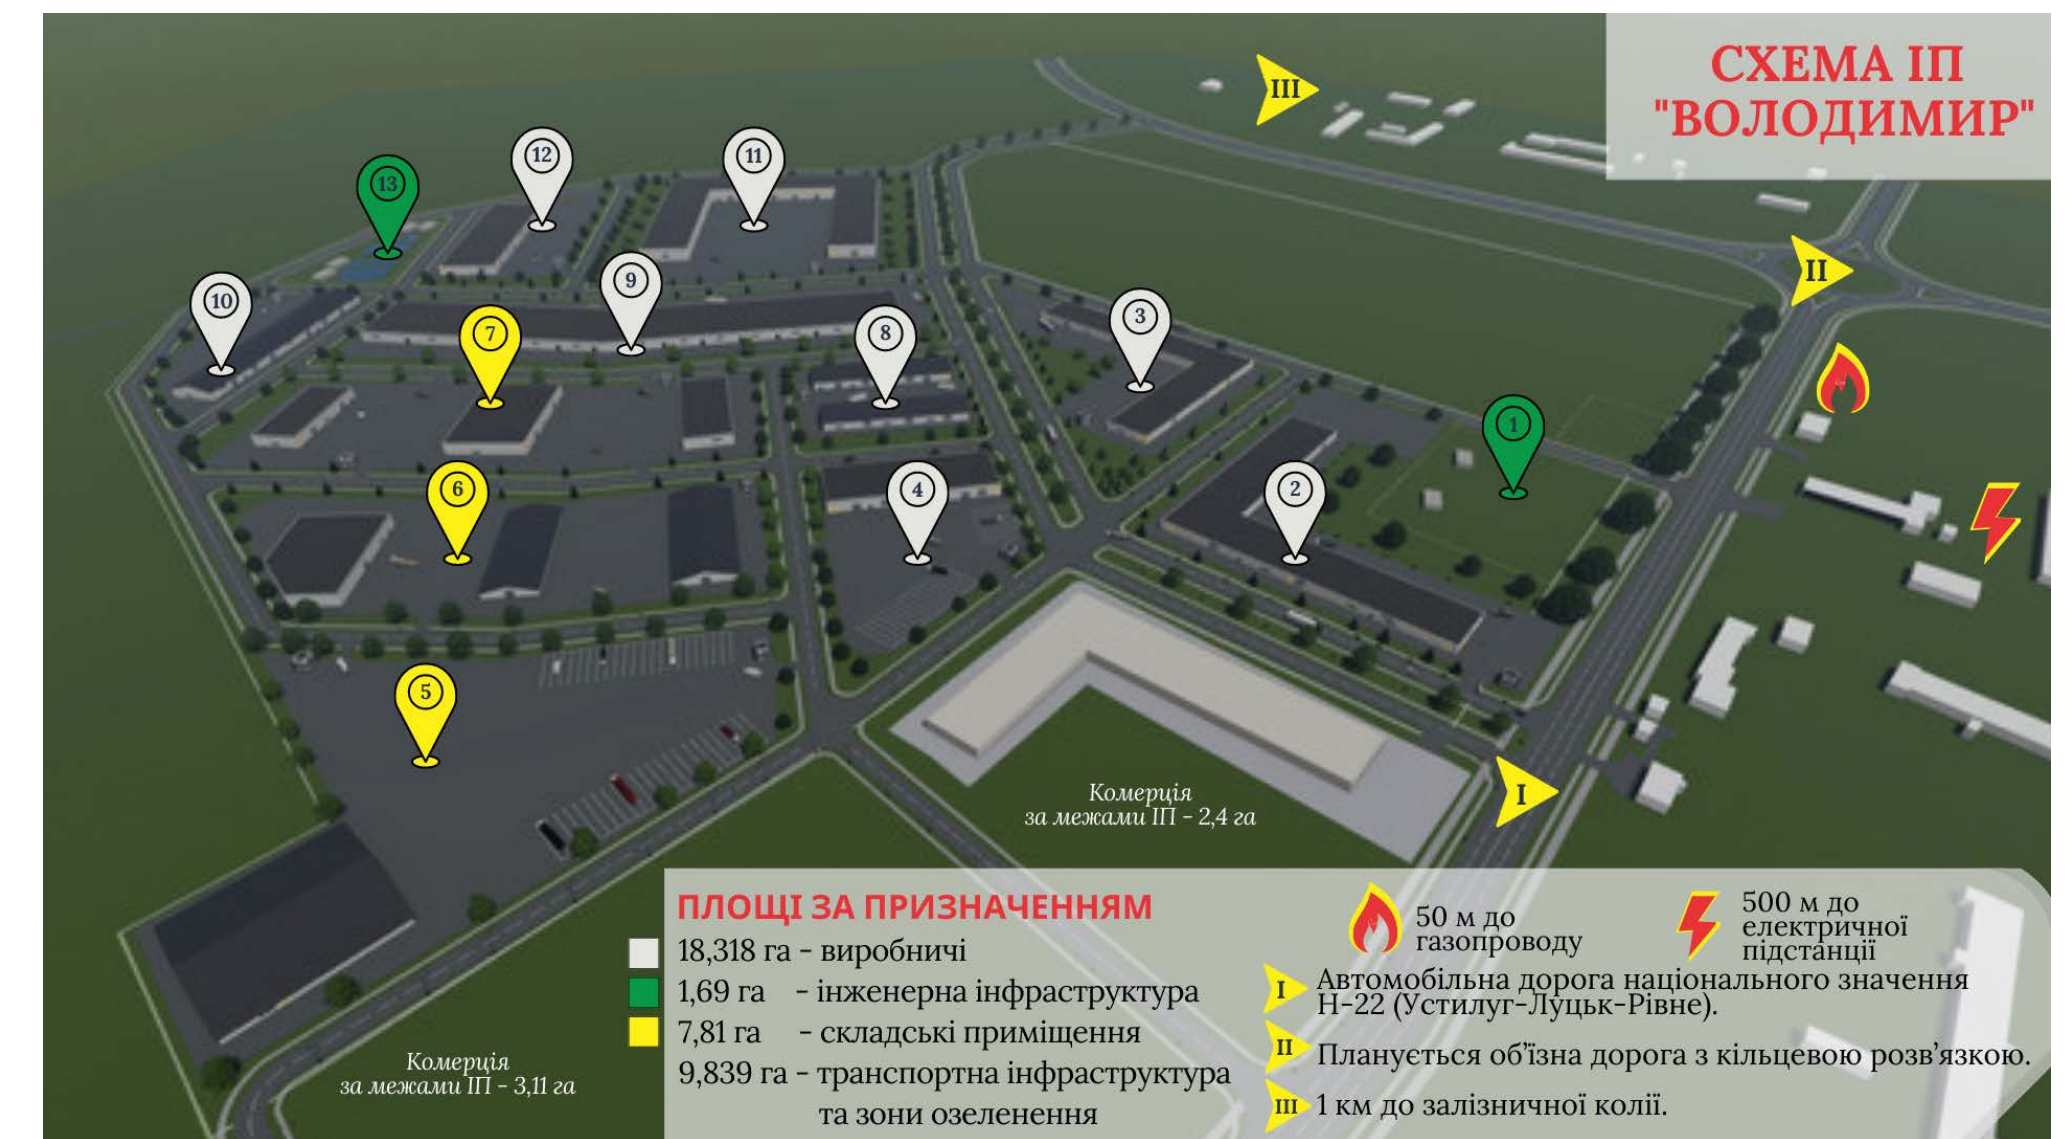 СХЕМА ІП
"ВОЛОДИМИР"
III
12
11
13
II
9
10
3
7
8
1
6
4
2
5
I
Комерція
за межами ІП - 2,4 га
Комерція
за межами ІП - 3,11 га
ПЛОЩІ ЗА ПРИЗНАЧЕННЯМ
18,318 га - виробничі
1,69 га - інженерна інфраструктура
7,81 га - складські приміщення
9,839 га - транспортна інфраструктура
та зони озеленення
50 м до
газопроводу
500 м до
електричної
підстанції
I Автомобільна дорога національного значення
Н-22 (Устилуг-Луцьк-Рівне).
II Планується об’їзна дорога з кільцевою розв’язкою.
III 1 км до залізничної колії.